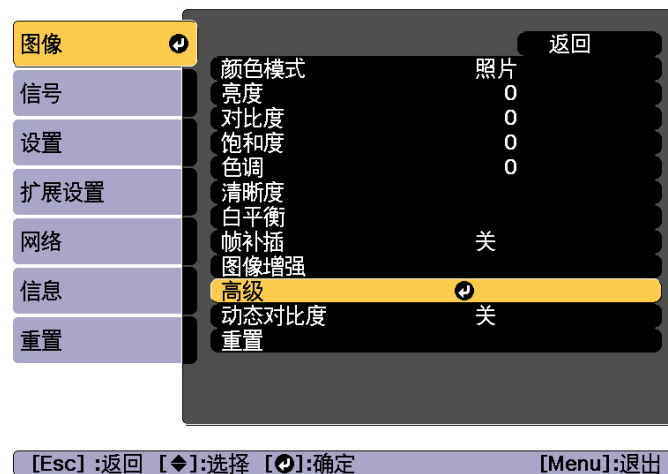 图像
信号
设置
扩展设置
网络
信息
重置
返回
颜色模式 照片
亮度 0
对比度 0
饱和度 0
色调 0
清晰度
白平衡
帧补插 关
图像增强
高级
动态对比度 关
重置
[Esc] :返回 [◆]:选择 [↵]:确定 [Menu]:退出